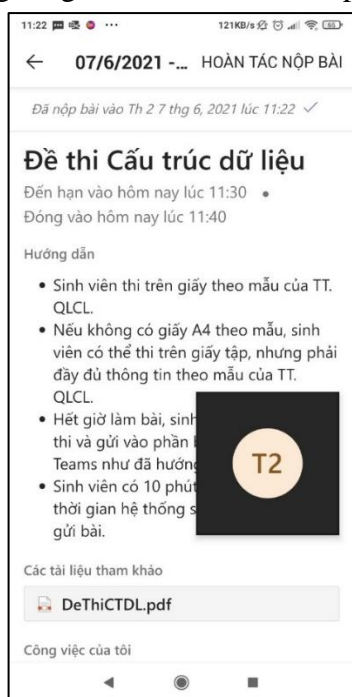 11:22
121KB/s
60
07/6/2021 -... HOÀN TÁC NỘP BÀI
Đã nộp bài vào Th 2 7 thg 6, 2021 lúc 11:22
Đề thi Cấu trúc dữ liệu
Đến hạn vào hôm nay lúc 11:30 •
Đóng vào hôm nay lúc 11:40
Hướng dẫn
• Sinh viên thi trên giấy theo mẫu của TT.
QLCL.
• Nếu không có giấy A4 theo mẫu, sinh
viên có thể thi trên giấy tập, nhưng phải
đầy đủ thông tin theo mẫu của TT.
QLCL.
• Hết giờ làm bài, sinh
thi và gửi vào phần
Teams như đã hướng
• Sinh viên có 10 phút
thời gian hệ thống
gửi bài.
T2
Các tài liệu tham khảo
DeThiCTDL.pdf
Công việc của tôi